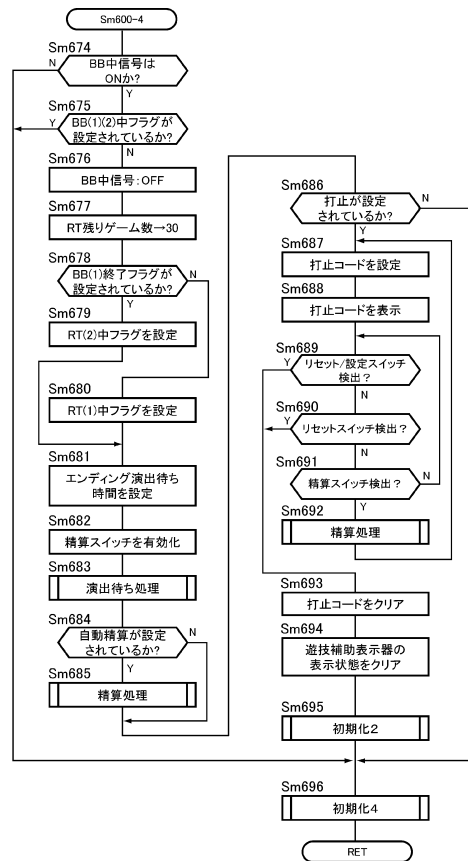 Sm600-4
Sm674
N
BB中信号は
ONか?
Y
Sm675
Y
BB(1)(2)中フラグが
設定されているか?
N
Sm676
BB中信号:OFF
Sm677
RT残りゲーム数→30
Sm678
BB(1)終了フラグが
設定されているか?
N
Y
Sm679
RT(2)中フラグを設定
Sm680
RT(1)中フラグを設定
Sm681
エンディング演出待ち
時間を設定
Sm682
精算スイッチを有効化
Sm683
演出待ち処理
Sm684
自動精算が設定
されているか?
N
Y
Sm685
精算処理
Sm686
打止が設定
されているか?
N
Y
Sm687
打止コードを設定
Sm688
打止コードを表示
Sm689
Y
リセット/設定スイッチ
検出?
N
Sm690
Y
リセットスイッチ検出?
N
Sm691
精算スイッチ検出?
N
Y
Sm692
精算処理
Sm693
打止コードをクリア
Sm694
遊技補助表示器の
表示状態をクリア
Sm695
初期化2
Sm696
初期化4
RET